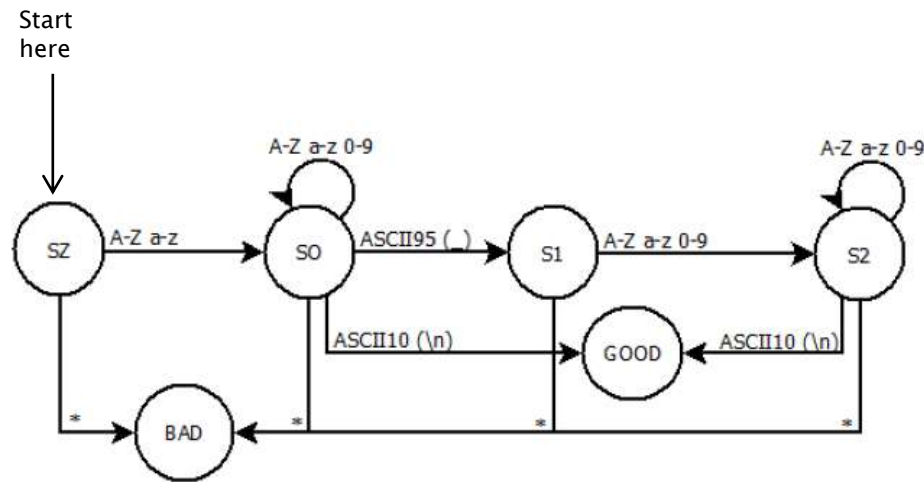 Start
here
A-Z a-z 0-9
A-Z a-z 0-9
SZ
A-Z a-z
SO
ASCII95 (_)
S1
A-Z a-z 0-9
S2
ASCII10 (\n)
GOOD
ASCII10 (\n)
*
BAD
*
*
*